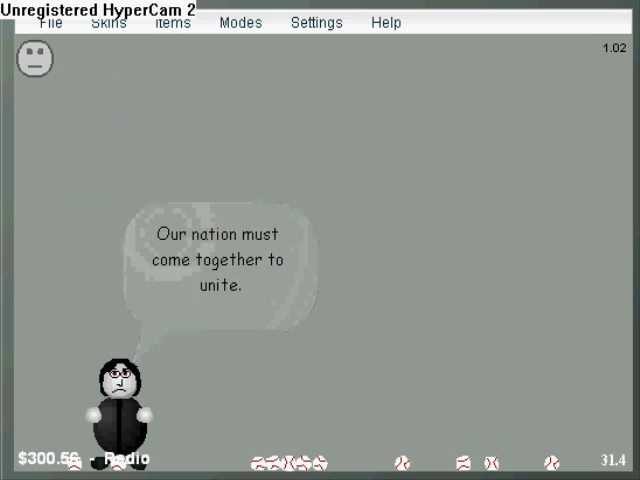 Unregistered HyperCam 2
File Skins Items Modes Settings Help
1.02
Our nation must
come together to
unite.
$300.56 - Radio
31.4